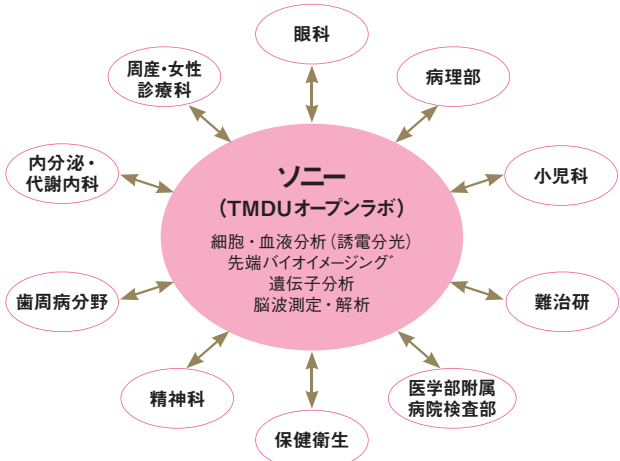 眼科
周産・女性
診療科
病理部
内分泌・
代謝内科
小児科
ソニー
(TMDUオープンラボ)
細胞・血液分析(誘電分光)
先端バイオイメージング
遺伝子分析
脳波測定・解析
歯周病分野
難治研
精神科
医学部附属
病院検査部
保健衛生